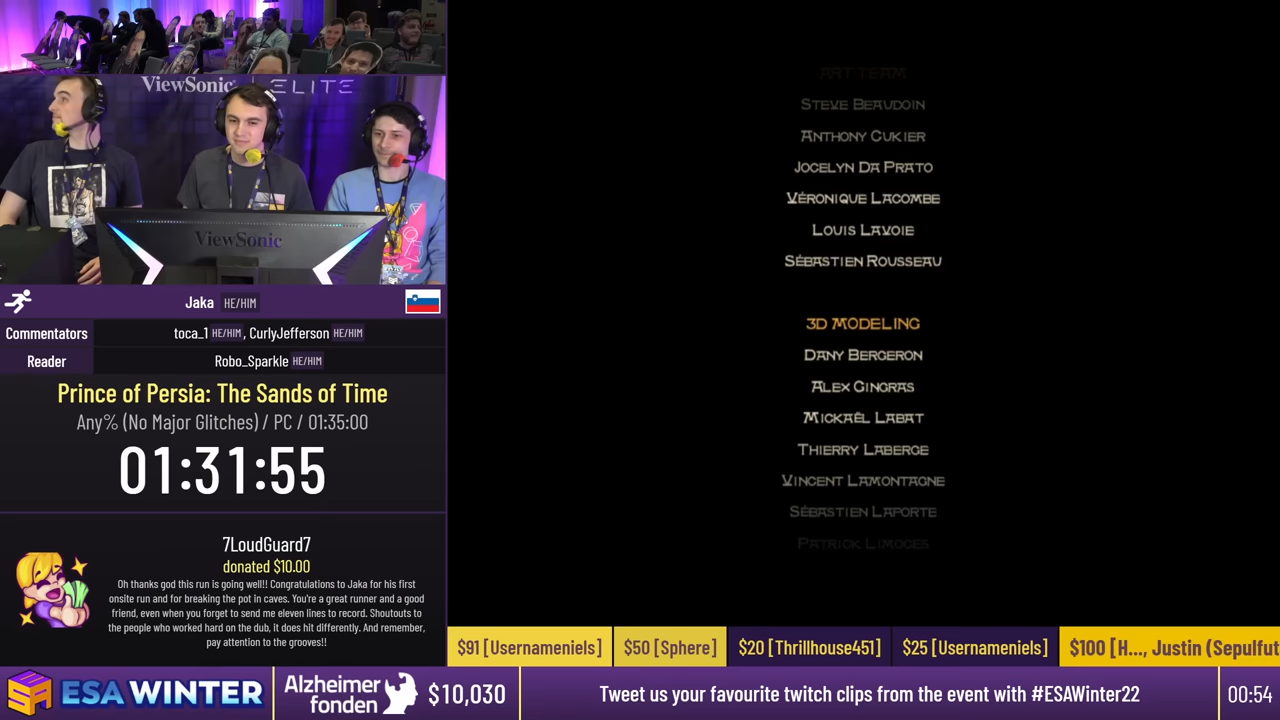 ViewSonic ELITE
ViewSonic
Jaka HE/HIM
Commentators toca_1 HE/HIM , CurlyJefferson HE/HIM
Reader Robo_Sparkle HE/HIM
Prince of Persia: The Sands of Time
Any% (No Major Glitches) / PC / 01:35:00
01:31:55
7LoudGuard7
donated $10.00
Oh thanks god this run is going well!! Congratulations to Jaka for his first
onsite run and for breaking the pot in caves. You're a great runner and a good
friend, even when you forget to send me eleven lines to record. Shoutouts to
the people who worked hard on the dub, it does hit differently. And remember,
pay attention to the grooves!!
ART TEAM
STEVE BEAUDOIN
ANTHONY CUKIER
JOCELYN DA PRATO
VÉRONIQUE LACOMBE
LOUIS LAVOIE
SÉBASTIEN ROUSSEAU
3D MODELING
DANY BERGERON
ALEX GINGRAS
MICKAËL LABAT
THIERRY LABERGE
VINCENT LAMONTAGNE
SÉBASTIEN LAPORTE
PATRICK LIMOGES
$91 [Usernameniels] $50 [Sphere] $20 [Thrillhouse451] $25 [Usernameniels] $100 [H..., Justin (Sepulfut
ESA WINTER
Alzheimer
fonden
$10,030
Tweet us your favourite twitch clips from the event with #ESAWinter22
00:54